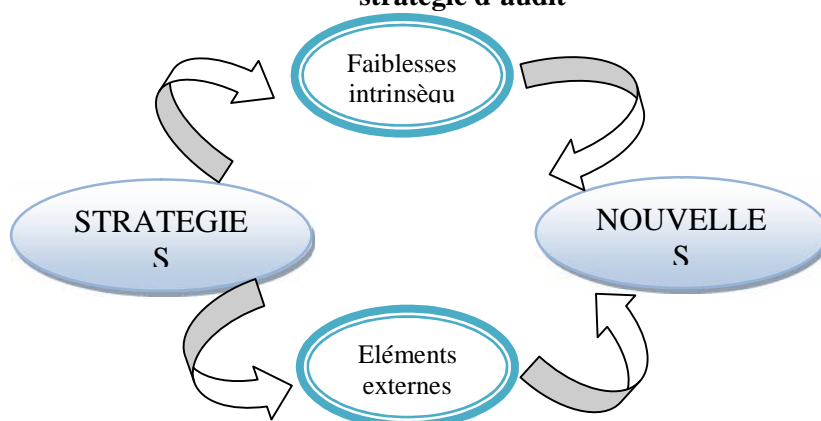 stratégie d'audit
Faiblesses
intrinsèqu
STRATEGIE
S
NOUVELLE
S
Eléments
externes